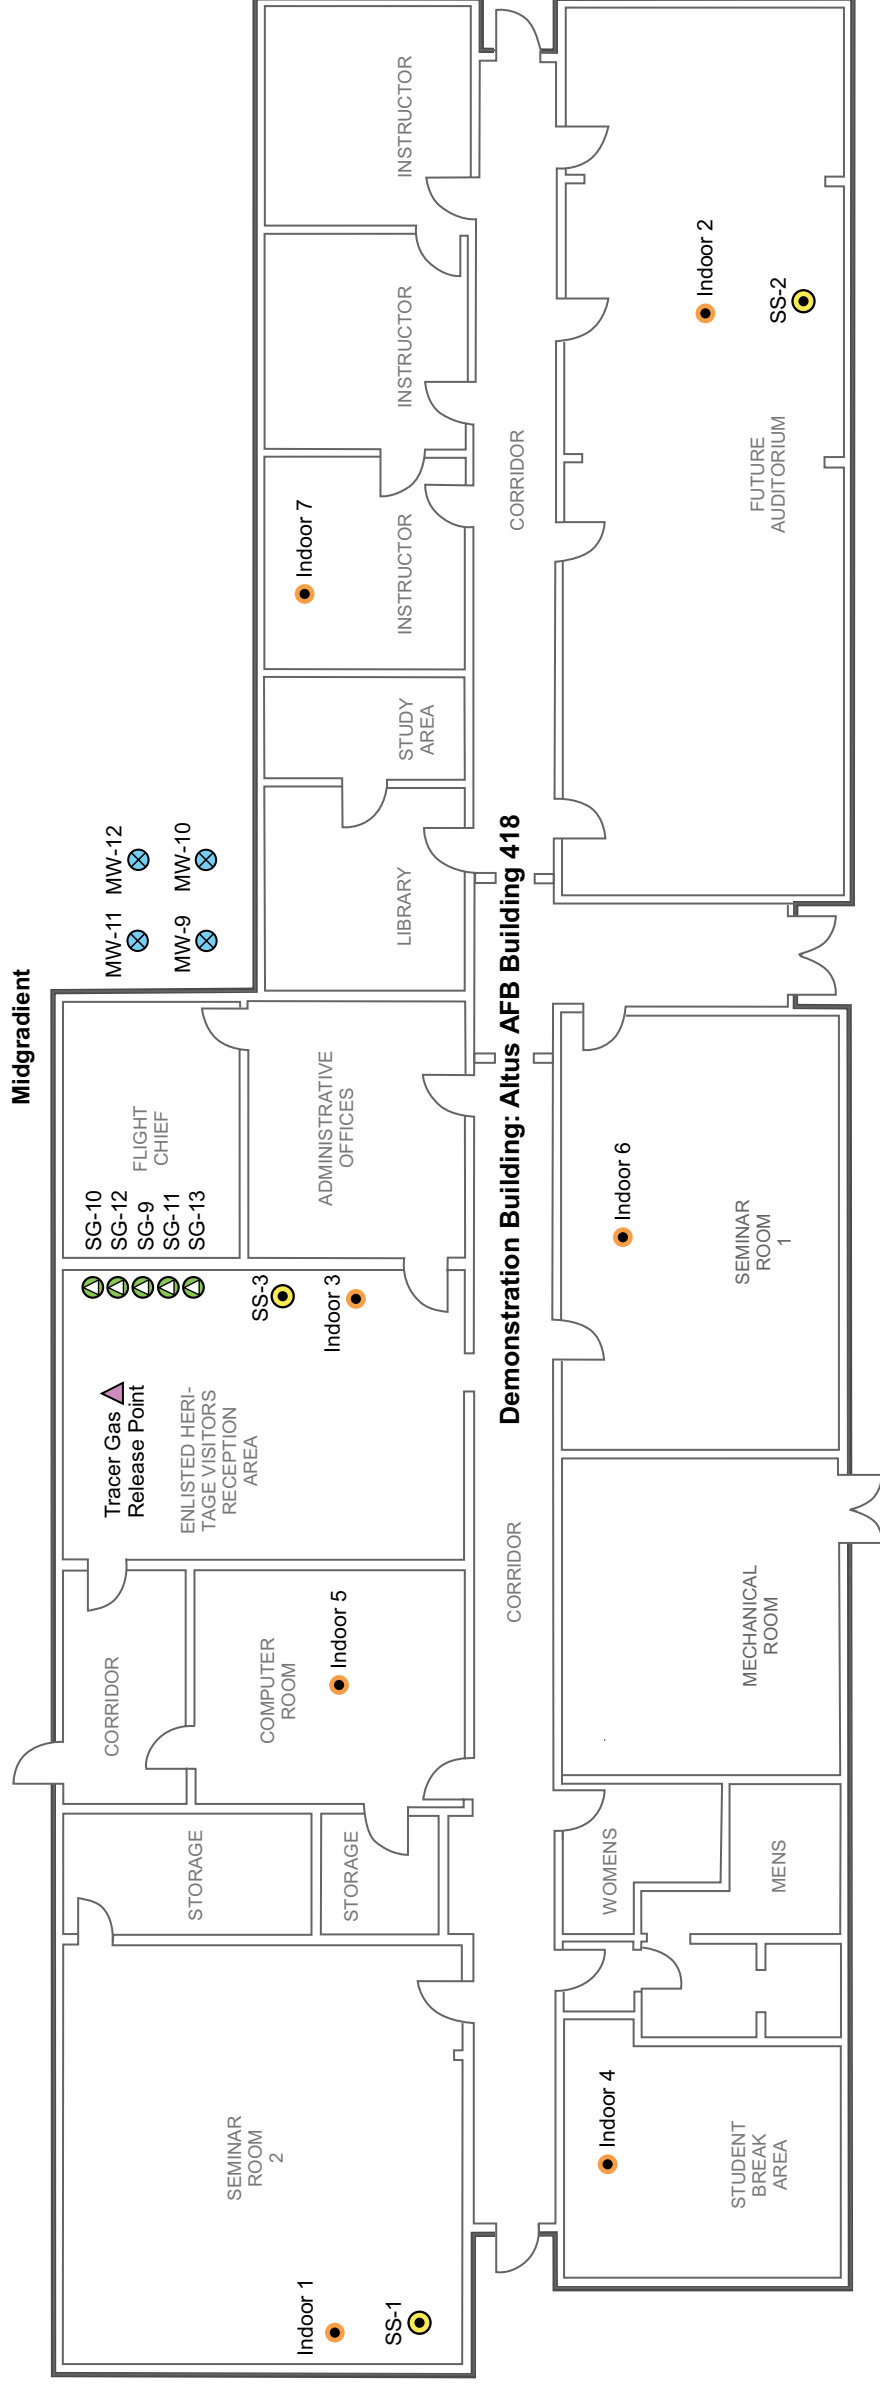 Midgradient
MW-11
MW-12
MW-9
MW-10
SG-10
SG-12
SG-9
SG-11
SG-13
FLIGHT
CHIEF
Tracer Gas
Release Point
ENLISTED HERI-
TAGE VISITORS
RECEPTION
AREA
SS-3
Indoor 3
ADMINISTRATIVE
OFFICES
LIBRARY
STUDY
AREA
Indoor 7
INSTRUCTOR
INSTRUCTOR
INSTRUCTOR
CORRIDOR
STORAGE
STORAGE
COMPUTER
ROOM
Indoor 5
SEMINAR
ROOM
2
Indoor 1
SS-1
CORRIDOR
Demonstration Building: Altus AFB Building 418
CORRIDOR
Indoor 4
STUDENT
BREAK
AREA
WOMENS
MENS
MECHANICAL
ROOM
Indoor 6
SEMINAR
ROOM
1
FUTURE
AUDITORIUM
Indoor 2
SS-2